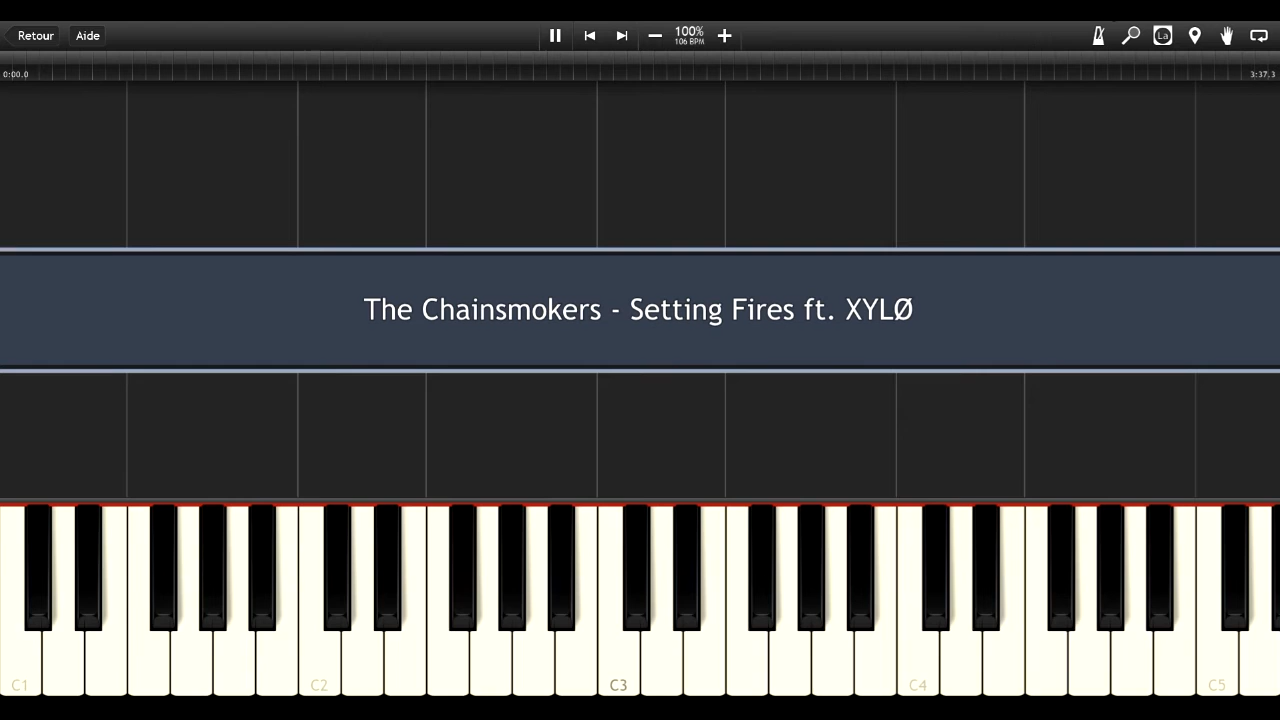 Retour
Aide
100%
106 BPM
La
0:00.0
3:37.3
The Chainsmokers - Setting Fires ft. XYLØ
C1
C2
C3
C4
C5